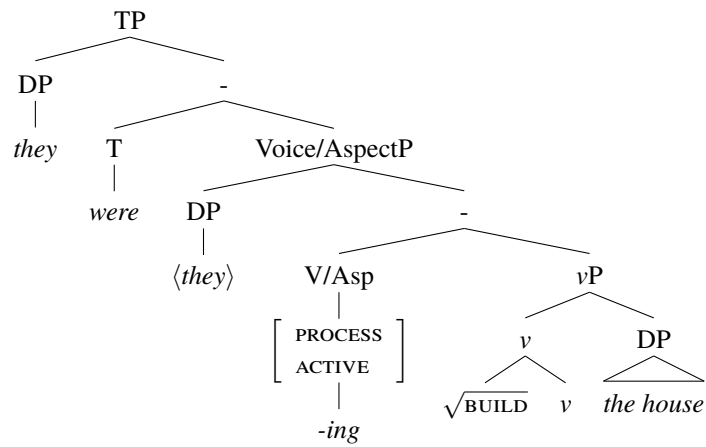 TP
DP -
they T Voice/AspectP
were DP -
⟨they⟩ V/Asp vP
PROCESS v DP
ACTIVE
√BUILD v the house
-ing